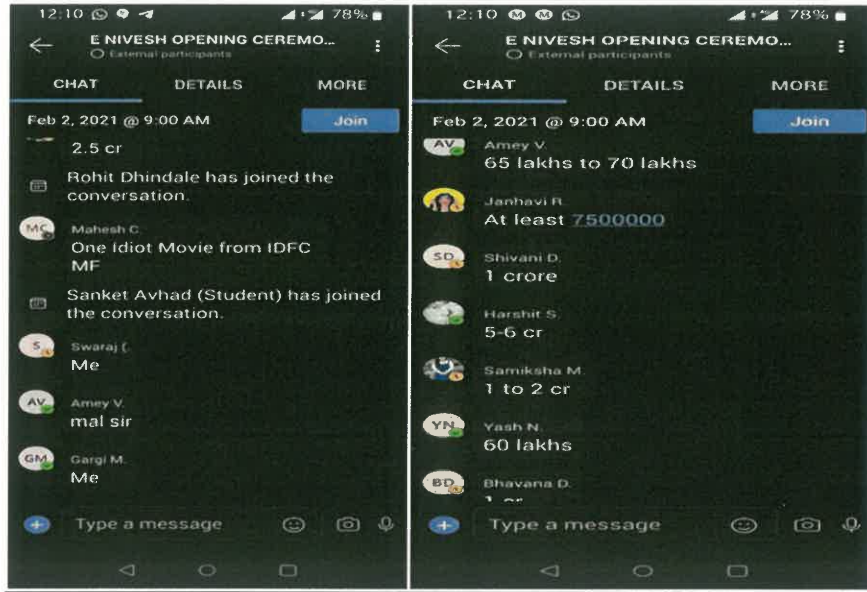 12:10 78%
E NIVESH OPENING CEREMO...
External participants
CHAT DETAILS MORE
Feb 2, 2021 @ 9:00 AM Join
2.5 cr
Rohit Dhindale has joined the
conversation.
MC Mahesh C.
One Idiot Movie from IDFC
MF
Sanket Avhad (Student) has joined
the conversation.
S Swaraj (.
Me
AV Amey V.
mal sir
GM Gargi M.
Me
Type a message
12:10 78%
E NIVESH OPENING CEREMO...
External participants
CHAT DETAILS MORE
Feb 2, 2021 @ 9:00 AM Join
AV Amey V.
65 lakhs to 70 lakhs
Janhavi R.
At least 7500000
SD Shivani D.
1 crore
Harshit S.
5-6 cr
Samiksha M.
1 to 2 cr
YN Yash N.
60 lakhs
BD Bhavana D.
1 cr
Type a message